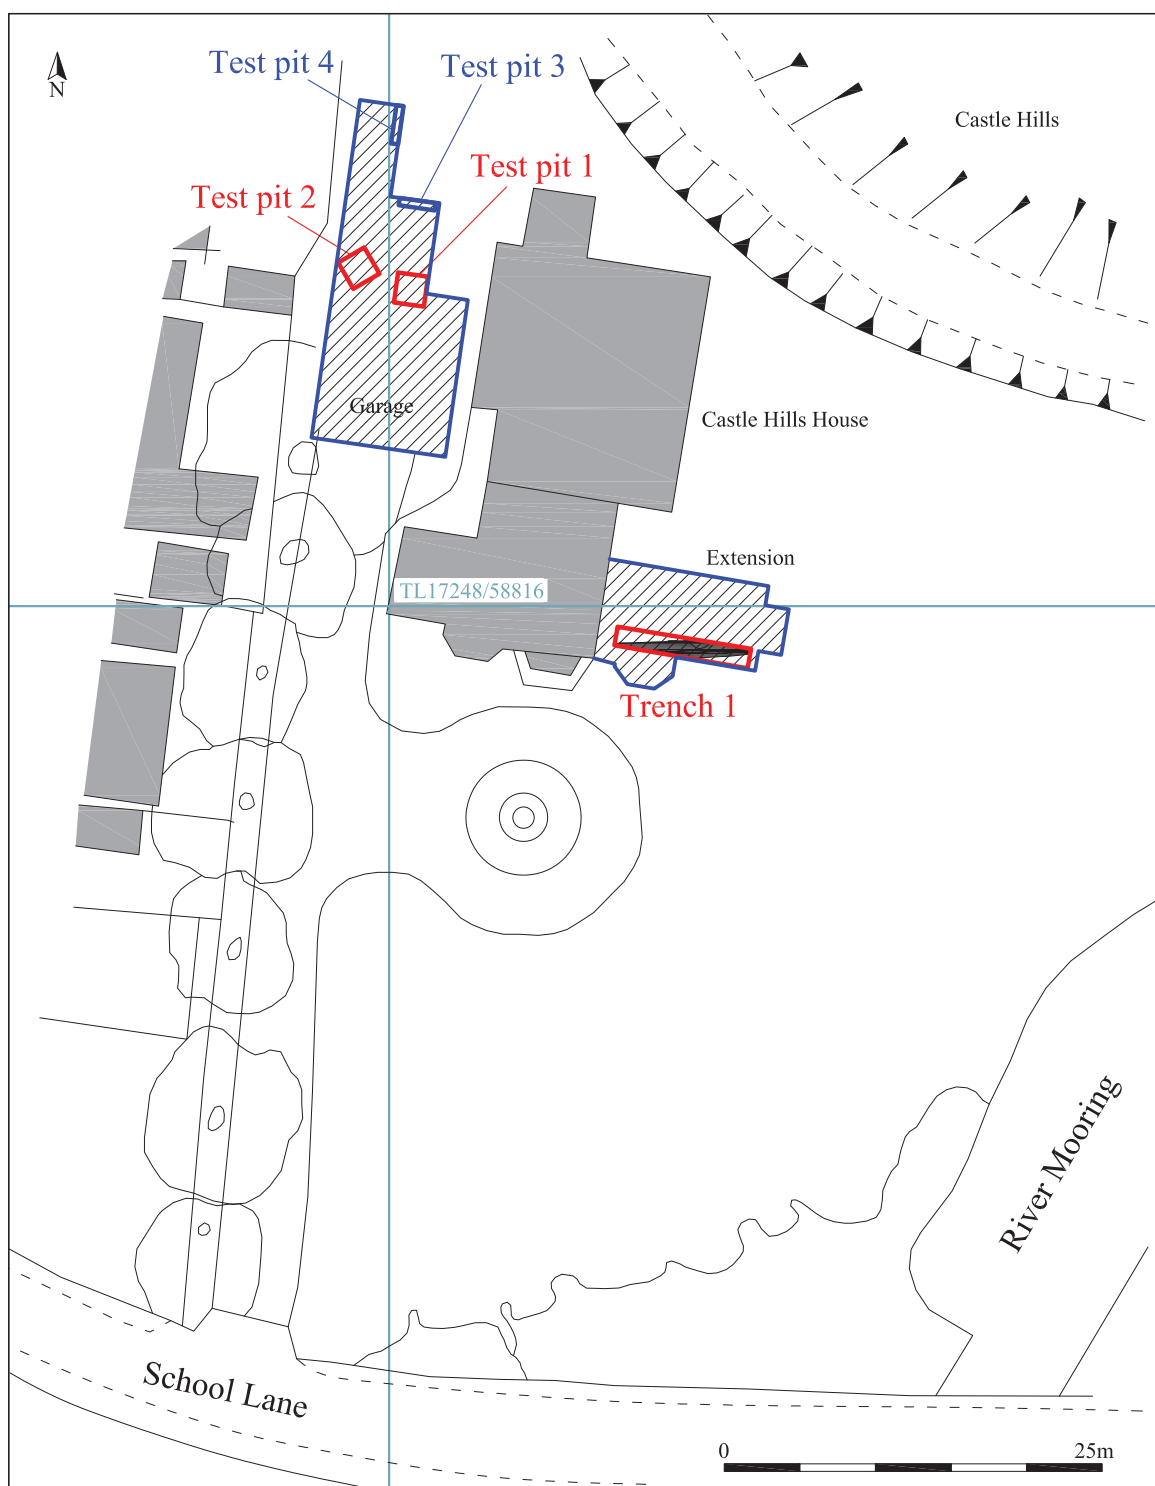 Test pit 4
Test pit 3
N
Castle Hills
Test pit 1
Test pit 2
Garage
Castle Hills House
Extension
TL17248/58816
Trench 1
River Mooring
School Lane
0
25m